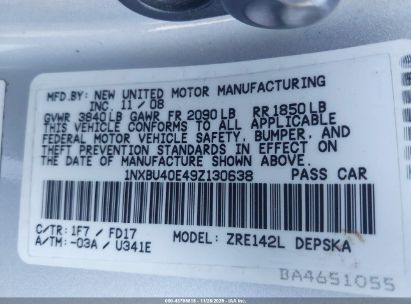 MFD.BY: NEW UNITED MOTOR MANUFACTURING
INC. 11 / 08
GVWR 3840 LB GAWR FR 2090 LB RR 1850 LB
THIS VEHICLE CONFORMS TO ALL APPLICABLE
FEDERAL MOTOR VEHICLE SAFETY, BUMPER, AND
THEFT PREVENTION STANDARDS IN EFFECT ON
THE DATE OF MANUFACTURE SHOWN ABOVE.
1NXBU40E49Z130638 PASS CAR
C/TR: 1F7 / FD17
A/TM: -03A / U341E MODEL: ZRE142L DEPSKA
BA4651055